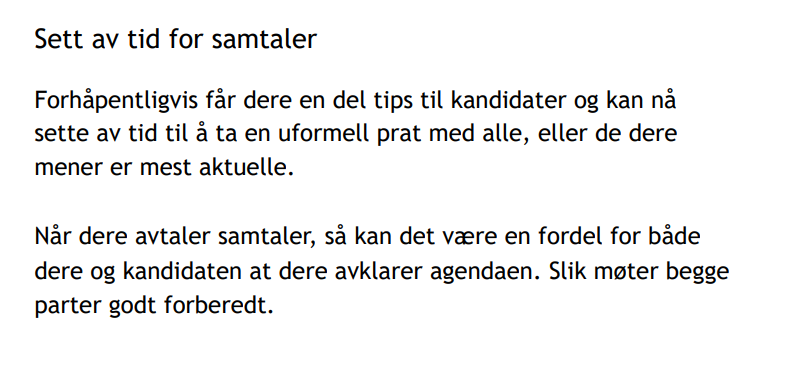 Sett av tid for samtaler
Forhåpentligvis får dere en del tips til kandidater og kan nå
sette av tid til å ta en uformell prat med alle, eller de dere
mener er mest aktuelle.
Når dere avtaler samtaler, så kan det være en fordel for både
dere og kandidaten at dere avklarer agendaen. Slik møter begge
parter godt forberedt.